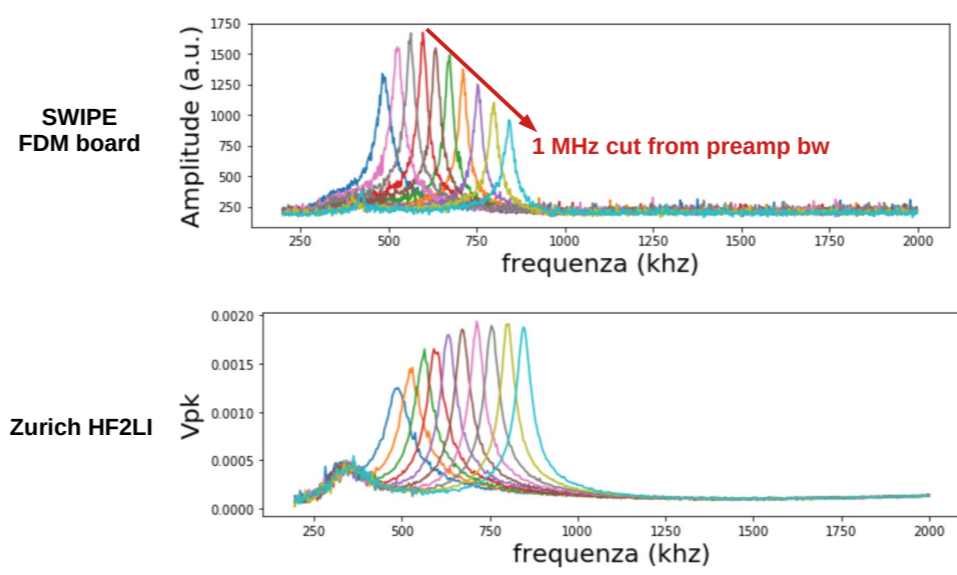 SWIPE
FDM board
Amplitude (a.u.)
1750
1500
1250
1000
750
500
250
1 MHz cut from preamp bw
250 500 750 1000 1250 1500 1750 2000
frequenza (khz)
Zurich HF2LI
Vpk
0.0020
0.0015
0.0010
0.0005
0.0000
250 500 750 1000 1250 1500 1750 2000
frequenza (khz)